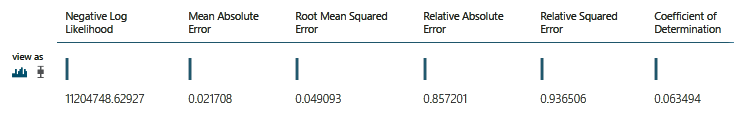 Negative Log Likelihood
Mean Absolute Error
Root Mean Squared Error
Relative Absolute Error
Relative Squared Error
Coefficient of Determination
view as
11204748.62927
0.021708
0.049093
0.857201
0.936506
0.063494